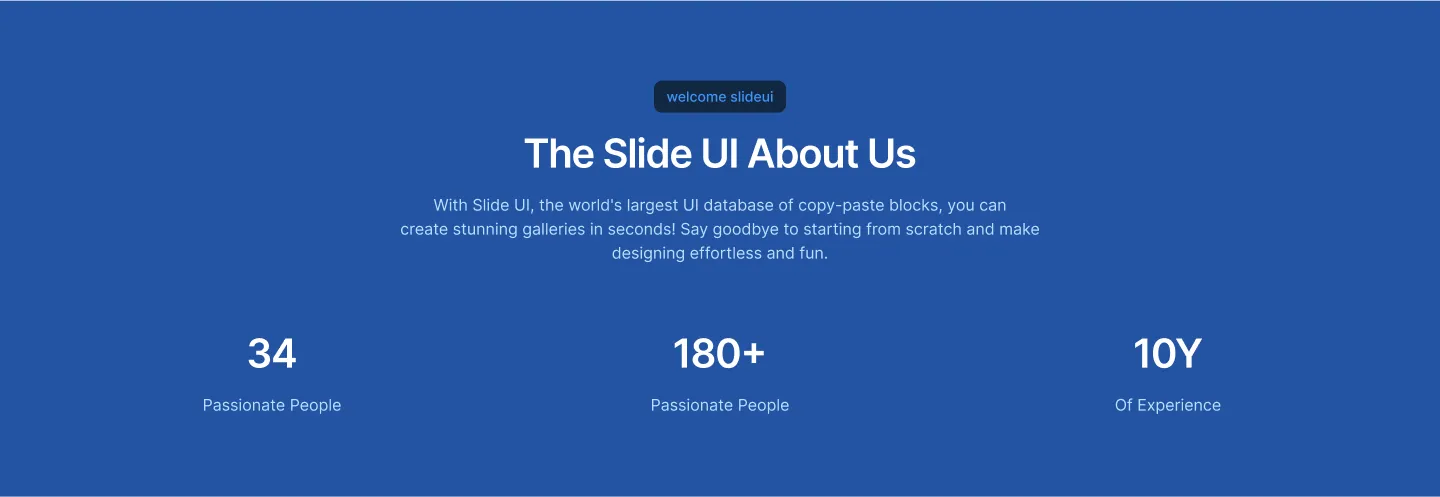 welcome slideui
The Slide UI About Us
With Slide UI, the world's largest UI database of copy-paste blocks, you can
create stunning galleries in seconds! Say goodbye to starting from scratch and make
designing effortless and fun.
34
Passionate People
180+
Passionate People
10Y
Of Experience